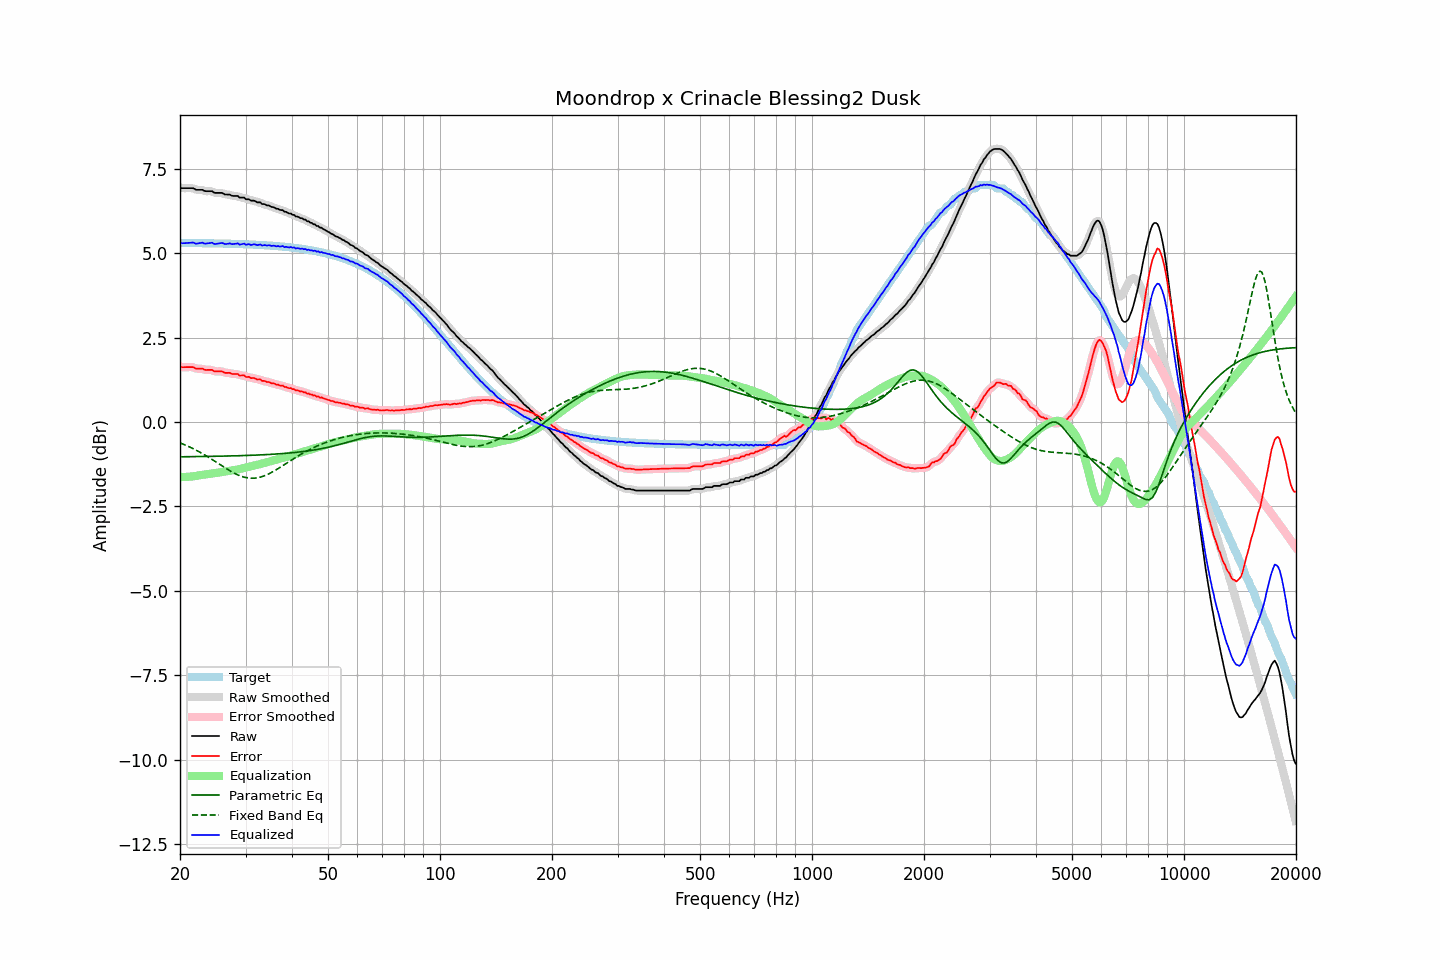 Moondrop x Crinacle Blessing2 Dusk
Amplitude (dBr)
7.5
5.0
2.5
0.0
−2.5
−5.0
−7.5
−10.0
−12.5
Target
Raw Smoothed
Error Smoothed
Raw
Error
Equalization
Parametric Eq
Fixed Band Eq
Equalized
20 50 100 200 500 1000 2000 5000 10000 20000
Frequency (Hz)